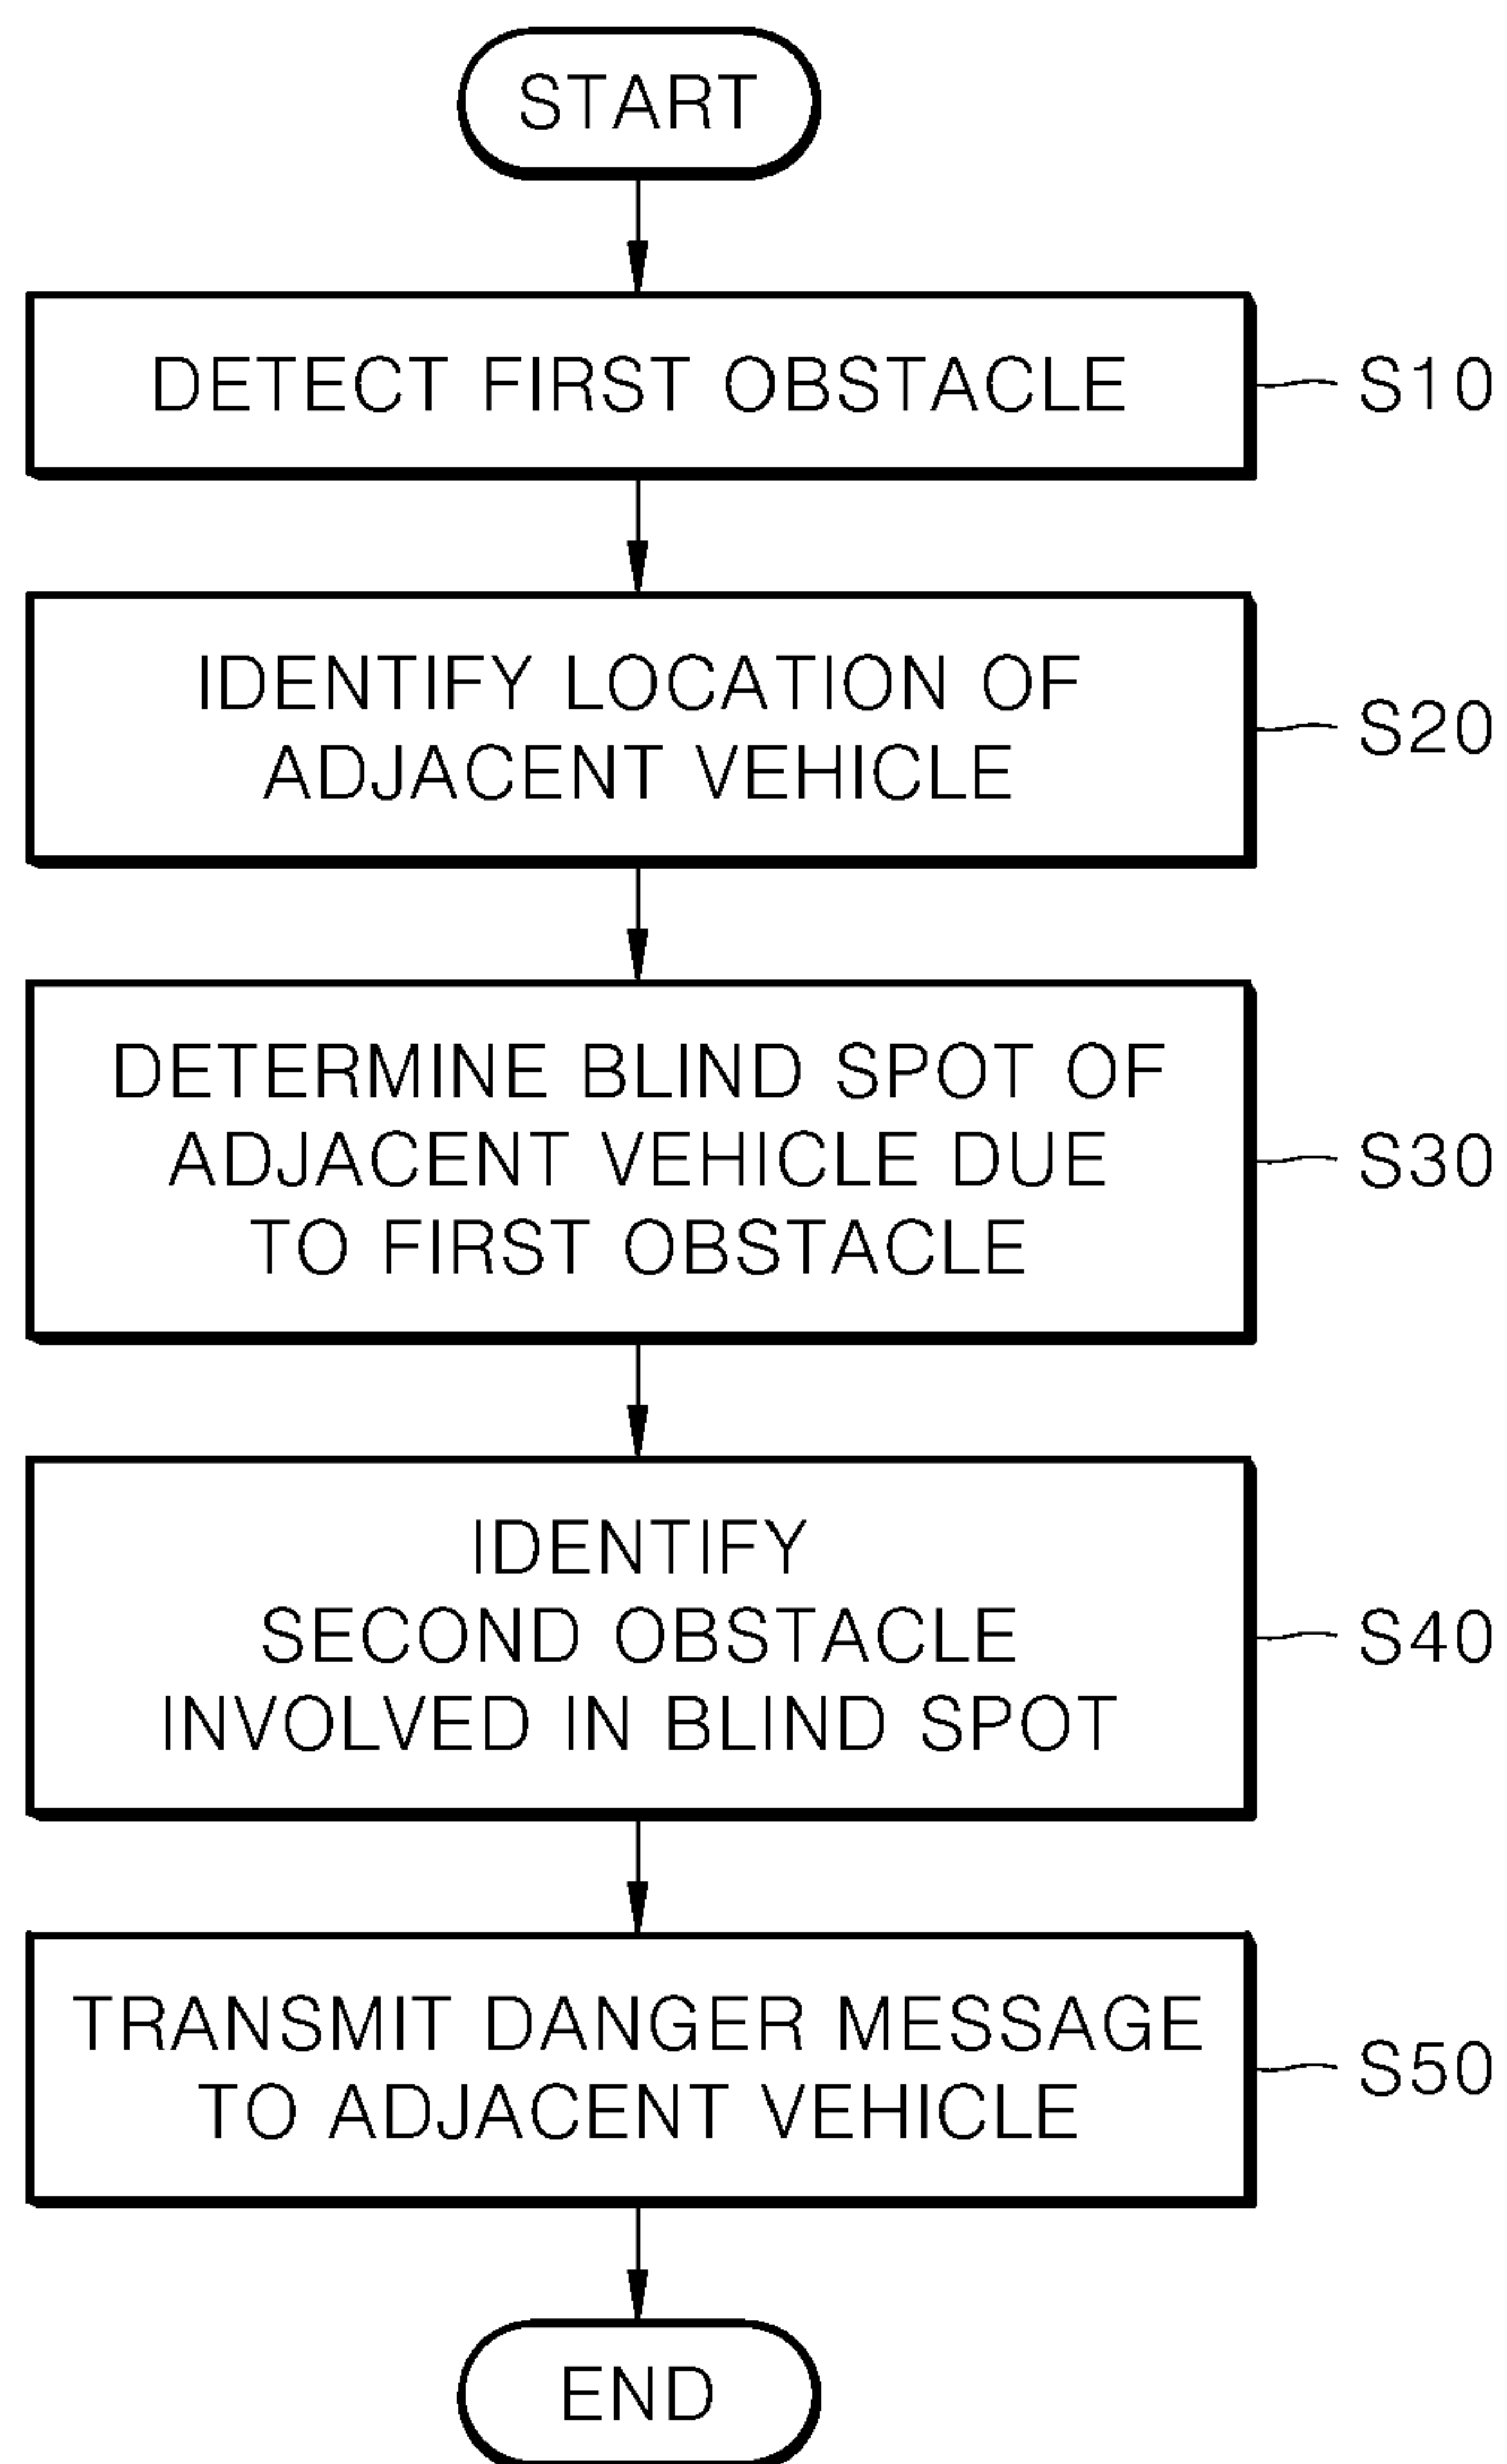 START
DETECT FIRST OBSTACLE
S10
IDENTIFY LOCATION OF
ADJACENT VEHICLE
S20
DETERMINE BLIND SPOT OF
ADJACENT VEHICLE DUE
TO FIRST OBSTACLE
S30
IDENTIFY
SECOND OBSTACLE
INVOLVED IN BLIND SPOT
S40
TRANSMIT DANGER MESSAGE
TO ADJACENT VEHICLE
S50
END